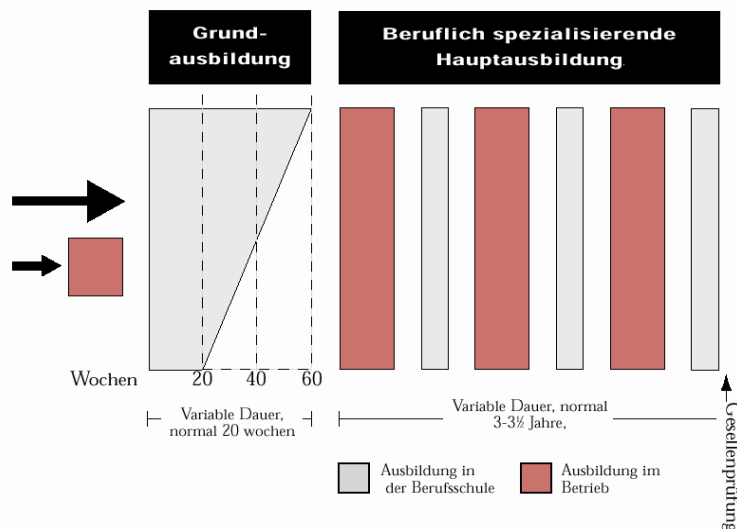 Grund-
ausbildung
Beruflich spezialisierende
Hauptausbildung
Wochen
20
40
60
Variable Dauer,
normal 20 wochen
Variable Dauer, normal
3-3½ Jahre,
Gesellenprüfung
Ausbildung in
der Berufsschule
Ausbildung im
Betrieb